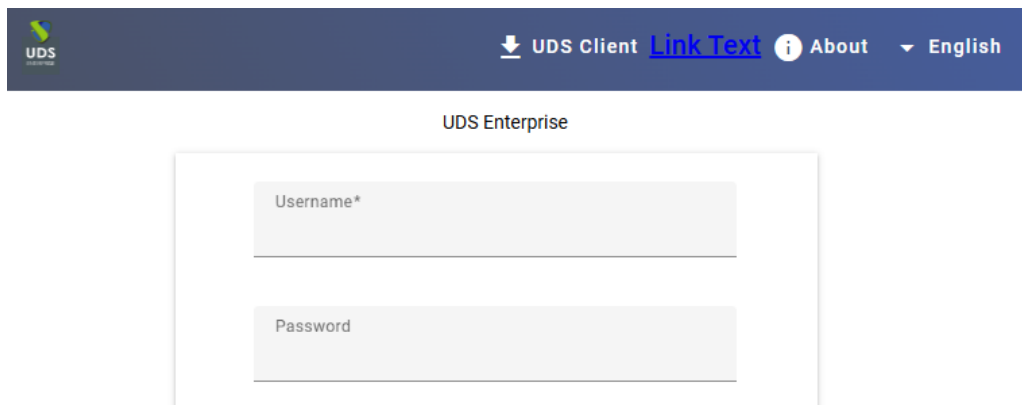 UDS
UDS Client Link Text About English
UDS Enterprise
Username*
Password